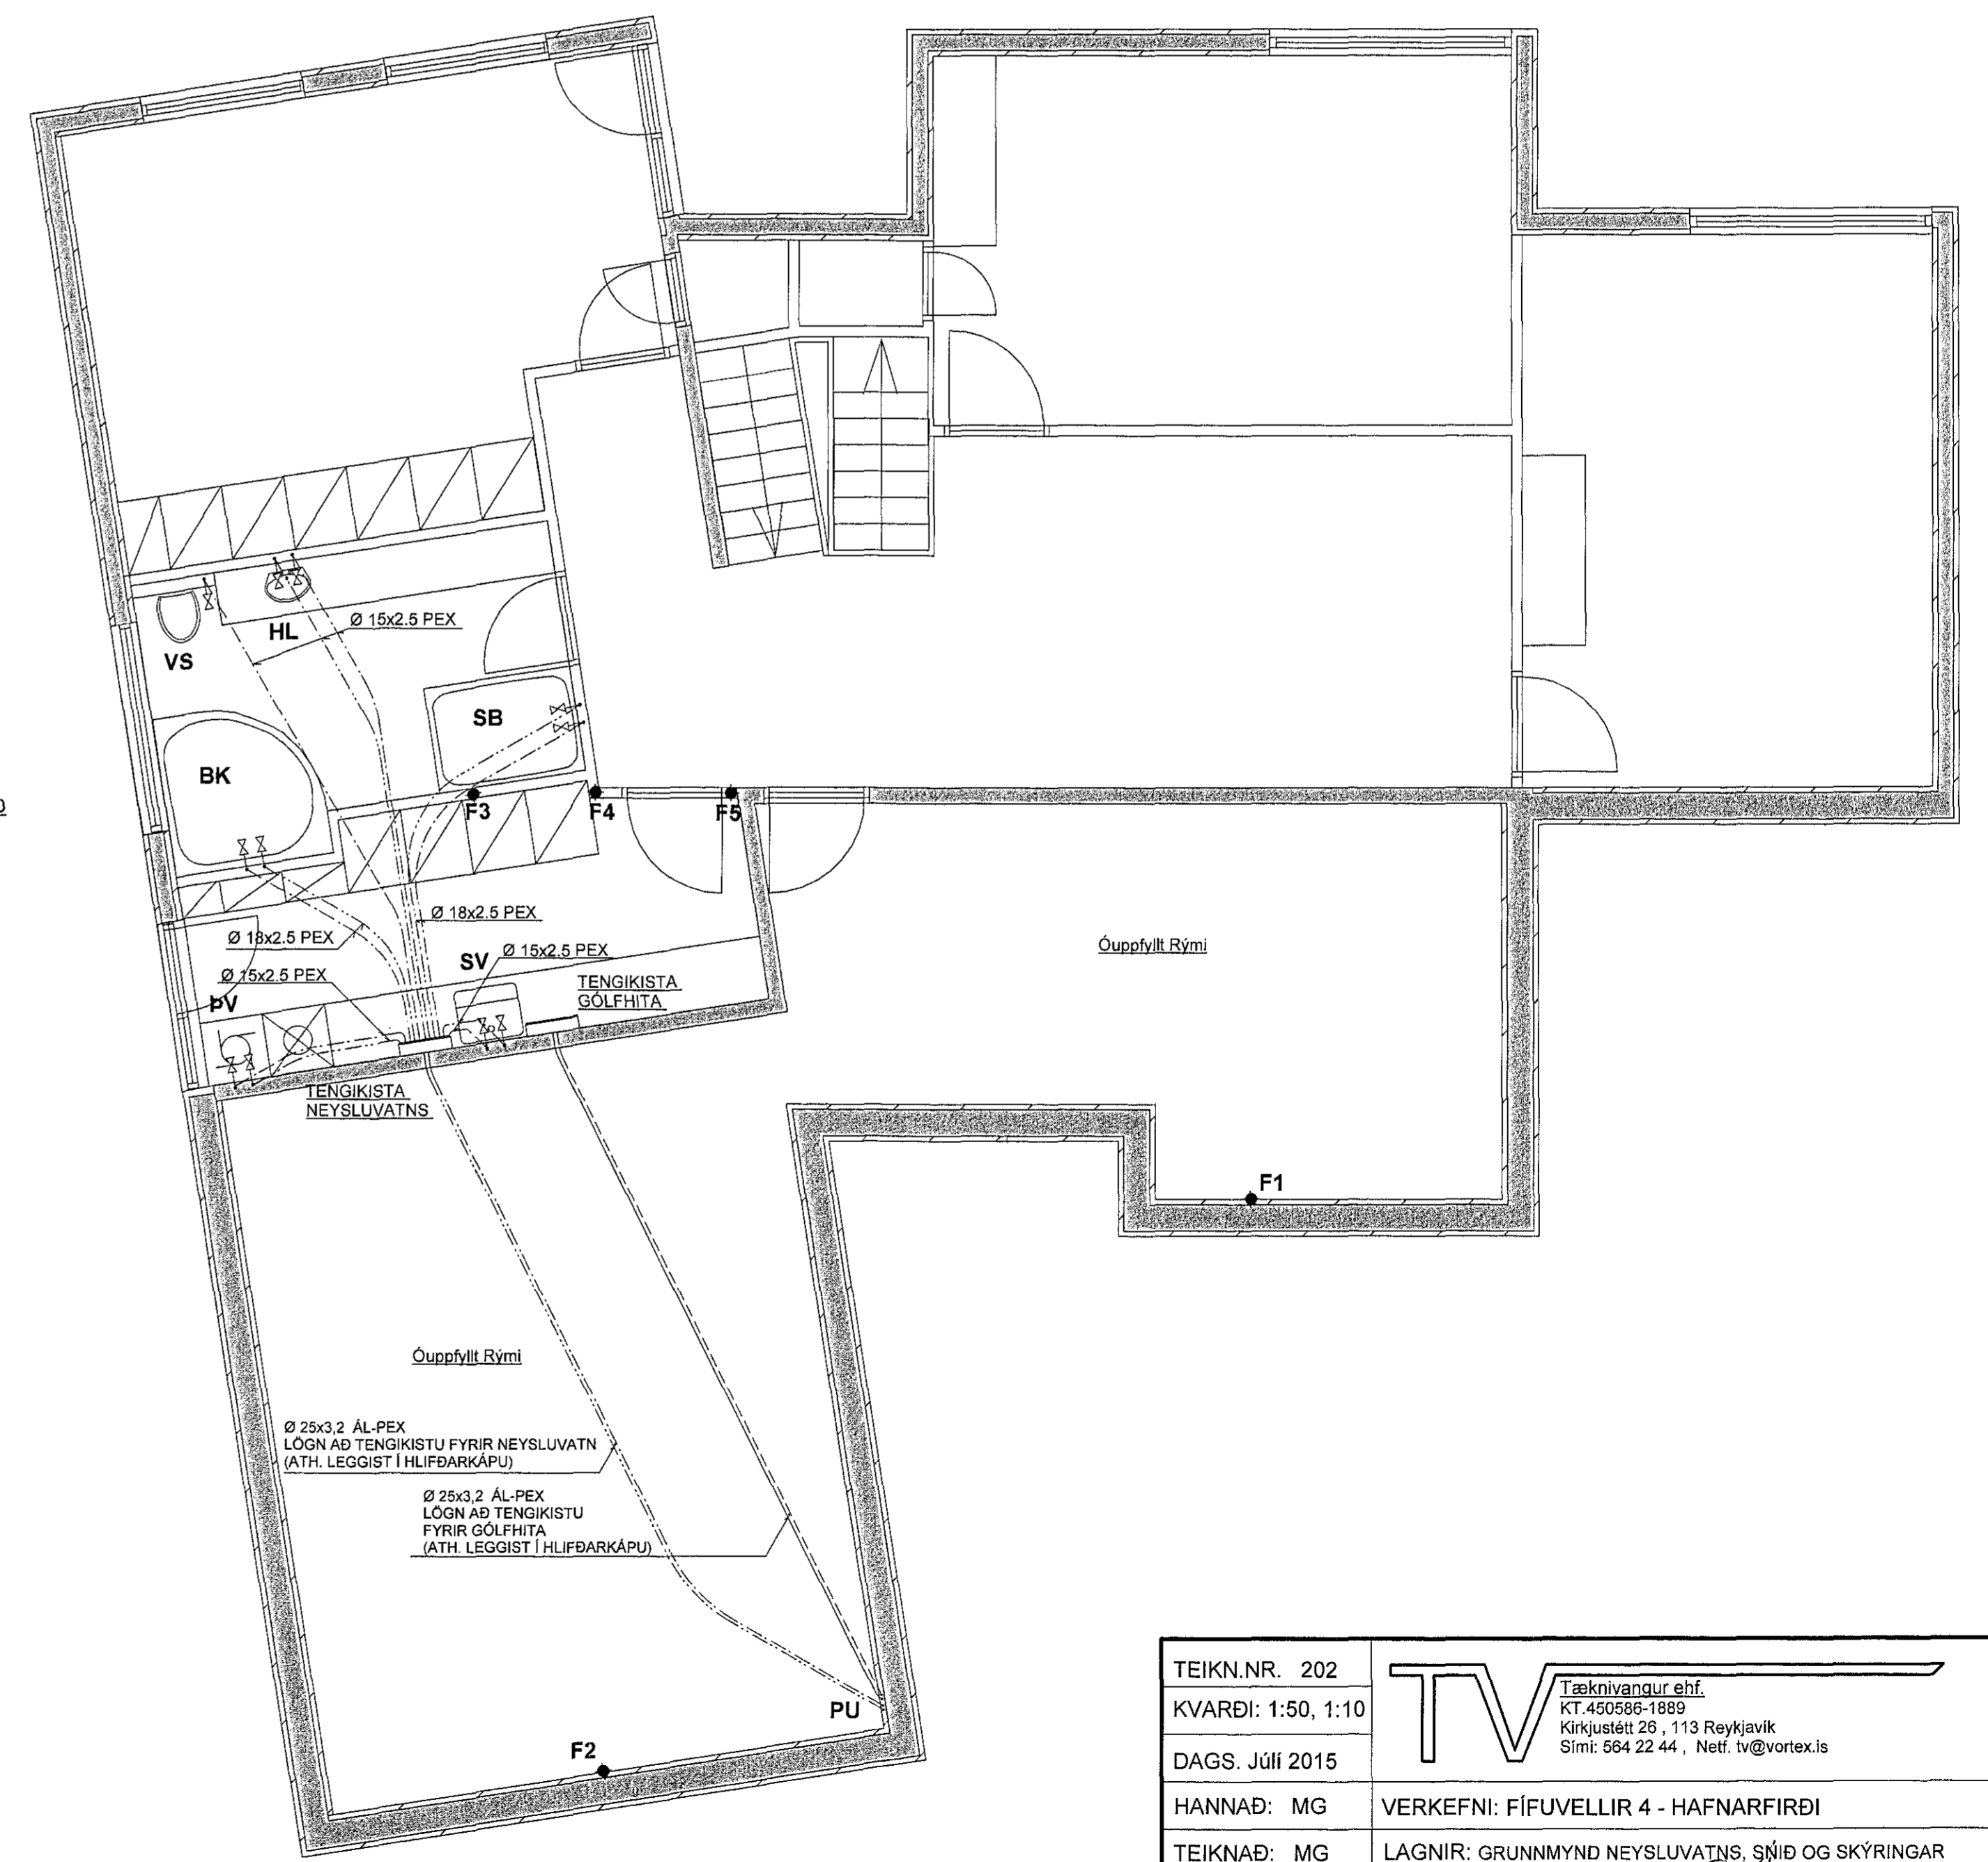 Ø 15x2.5 PEX
HL
VS
SB
BK
F3
F4
F5
Ø 18x2.5 PEX
Ø 18x2.5 PEX
SV
Ø 15x2.5 PEX
Ø 15x2.5 PEX
ÞV
TENGIKISTA
GÓLFHITA
Óuppfyllt Rými
TENGIKISTA
NEYSLUVATNS
F1
Óuppfyllt Rými
Ø 25x3,2 ÁL-PEX
LÖGN AÐ TENGIKISTU FYRIR NEYSLUVATN
(ATH. LEGGIST Í HLIFÐARKÁPU)
Ø 25x3,2 ÁL-PEX
LÖGN AÐ TENGIKISTU
FYRIR GÓLFHITA
(ATH. LEGGIST Í HLIFÐARKÁPU)
PU
F2
TEIKN.NR. 202
KVARÐI: 1:50, 1:10
DAGS. Júlí 2015
TV
Tæknivangur ehf.
KT.450586-1889
Kirkjustétt 26 , 113 Reykjavík
Sími: 564 22 44 , Netf. tv@vortex.is
HANNAÐ: MG
VERKEFNI: FÍFUVELLIR 4 - HAFNARFIRÐI
TEIKNAÐ: MG
LAGNIR: GRUNNMYND NEYSLUVATNS, SNIÐ OG SKÝRINGAR